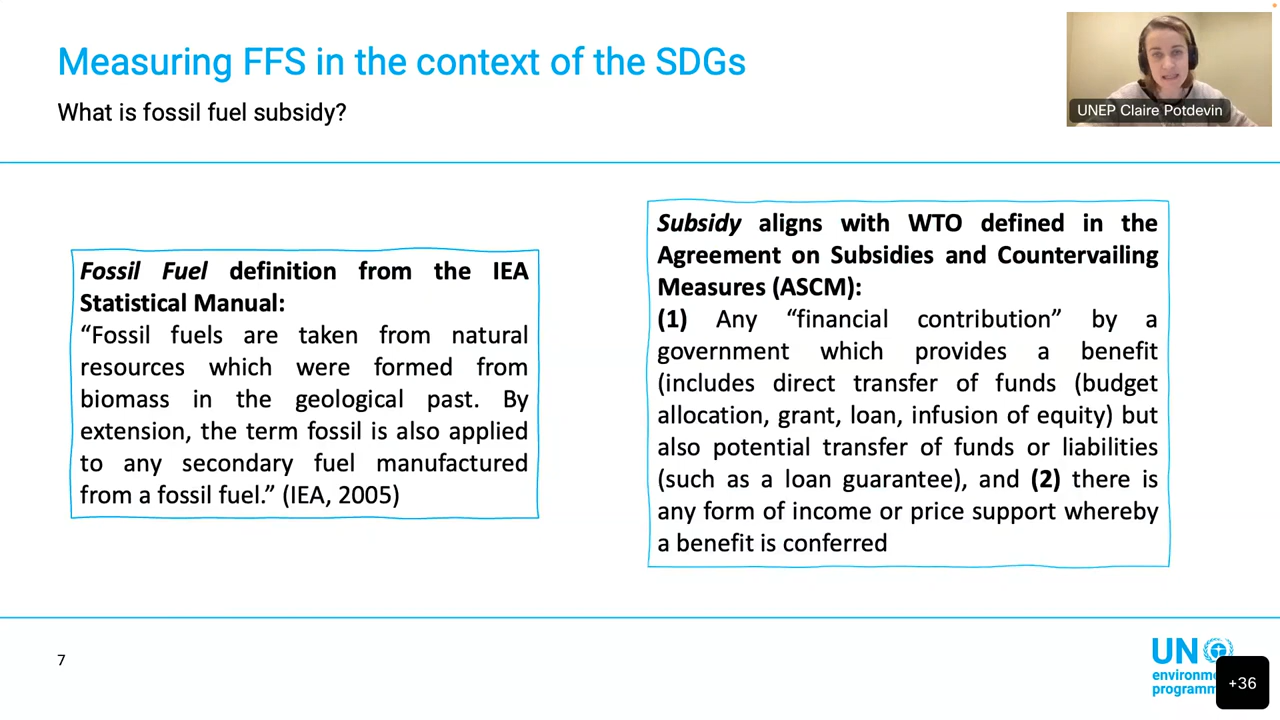 Measuring FFS in the context of the SDGs
What is fossil fuel subsidy?
UNEP Claire Potdevin
Fossil Fuel definition from the IEA
Statistical Manual:
“Fossil fuels are taken from natural
resources which were formed from
biomass in the geological past. By
extension, the term fossil is also applied
to any secondary fuel manufactured
from a fossil fuel.” (IEA, 2005)
Subsidy aligns with WTO defined in the
Agreement on Subsidies and Countervailing
Measures (ASCM):
(1) Any “financial contribution” by a
government which provides a benefit
(includes direct transfer of funds (budget
allocation, grant, loan, infusion of equity) but
also potential transfer of funds or liabilities
(such as a loan guarantee), and (2) there is
any form of income or price support whereby
a benefit is conferred
7
UN
+36